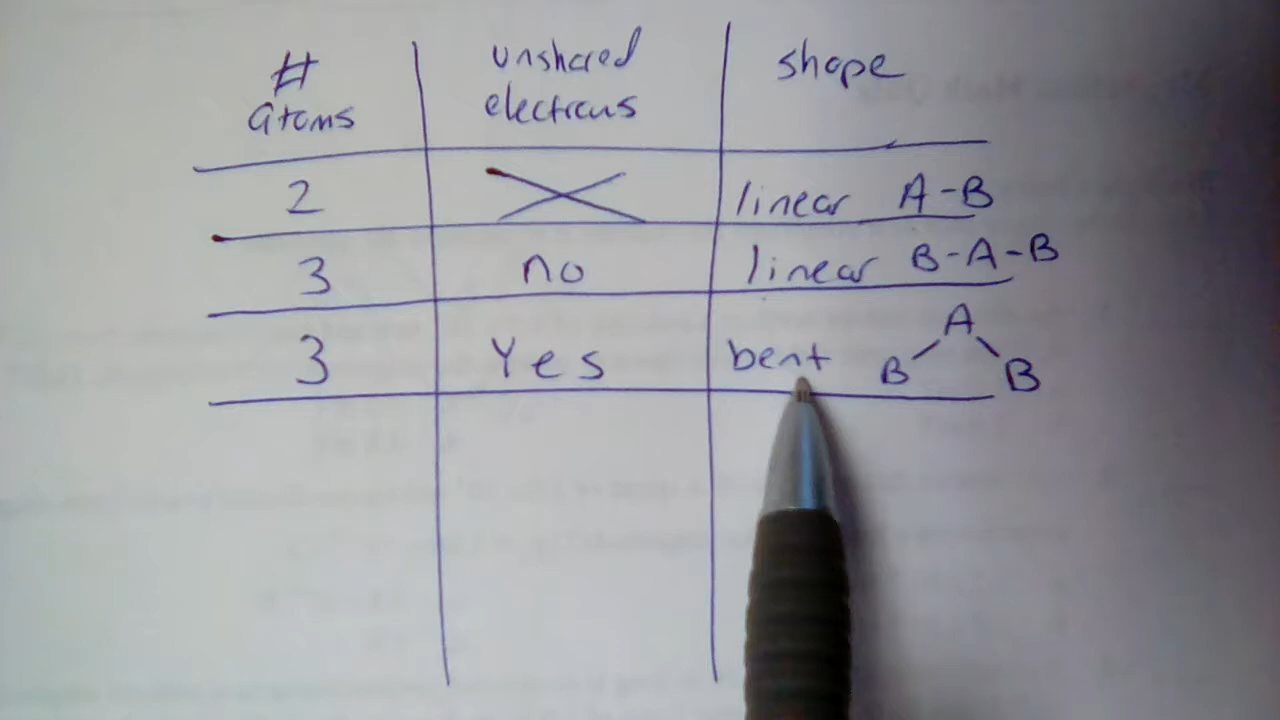 # Atoms | unshared electrons | shape
2 | X | linear A-B
3 | no | linear B-A-B
3 | Yes | bent B A B